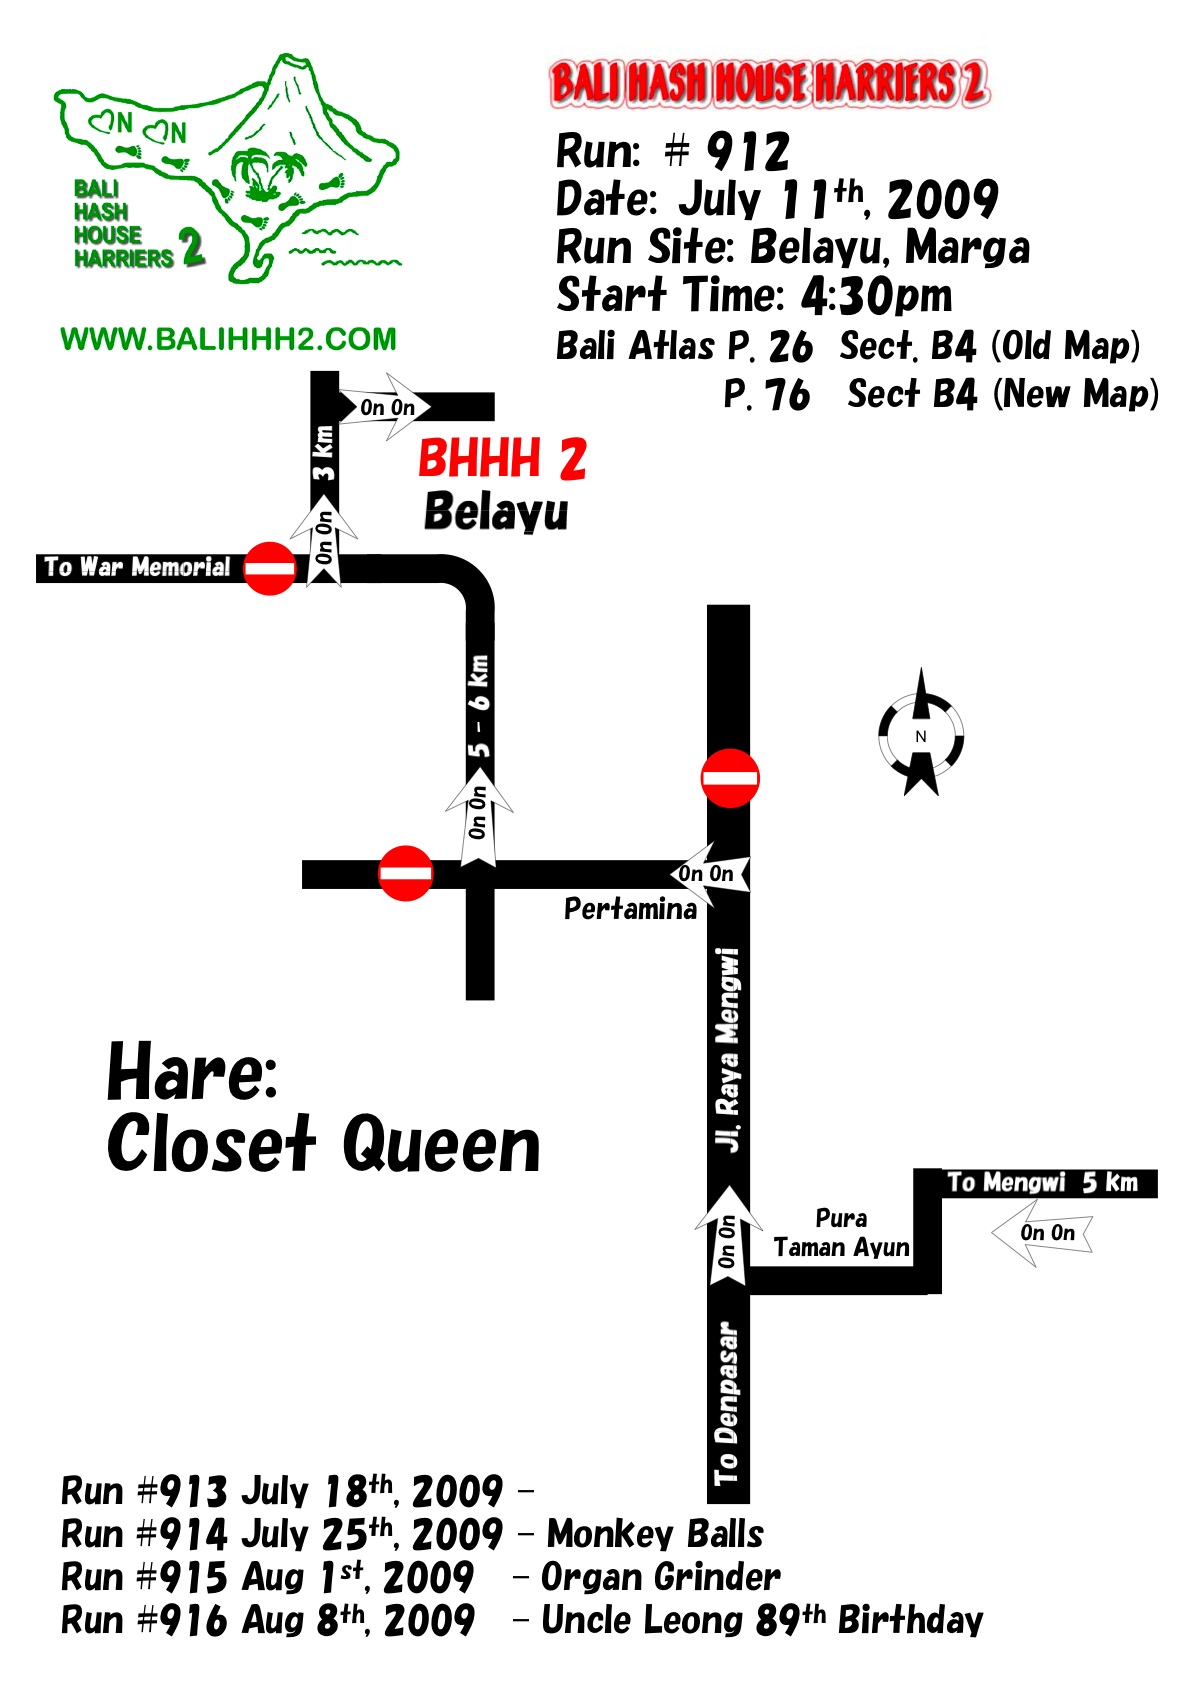 BALI HASH HOUSE HARRIERS 2
ON ON
BALI
HASH
HOUSE
HARRIERS 2
WWW.BALIHHH2.COM
Run: # 912
Date: July 11th, 2009
Run Site: Belayu, Marga
Start Time: 4:30pm
Bali Atlas P. 26 Sect. B4 (Old Map)
P. 76 Sect B4 (New Map)
On On
3 km
BHHH 2
Belayu
On On
To War Memorial
5 - 6 km
On On
N
On On
Pertamina
Jl. Raya Mengwi
Hare:
Closet Queen
To Mengwi 5 Km
On On
Pura
Taman Ayun
On On
To Denpasar
Run #913 July 18th, 2009 -
Run #914 July 25th, 2009 - Monkey Balls
Run #915 Aug 1st, 2009 - Organ Grinder
Run #916 Aug 8th, 2009 - Uncle Leong 89th Birthday